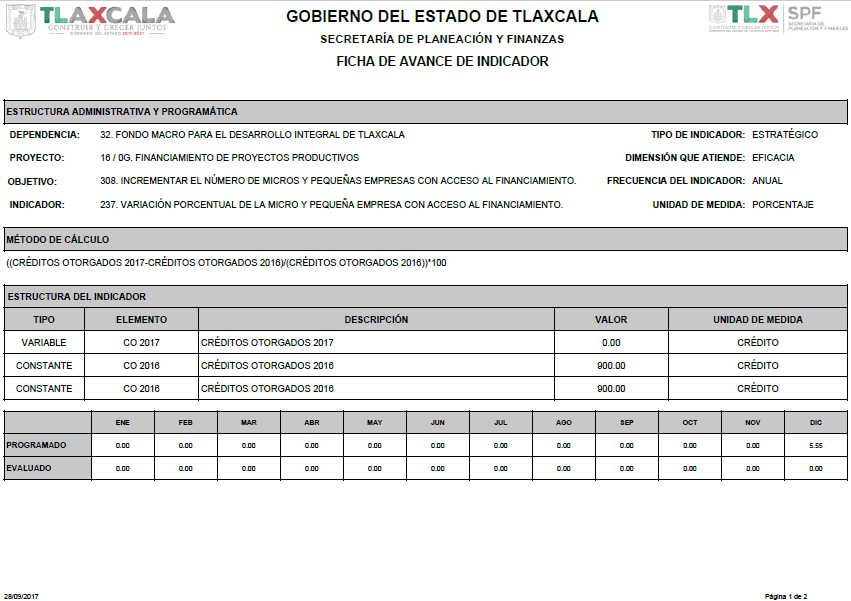 TLAXCALA
CONSTRUIR Y CRECER JUNTOS
GOBIERNO DEL ESTADO 2017-2021
GOBIERNO DEL ESTADO DE TLAXCALA
SECRETARÍA DE PLANEACIÓN Y FINANZAS
FICHA DE AVANCE DE INDICADOR
TLX
SPF
SECRETARÍA DE
PLANEACIÓN Y FINANZAS
CONSTRUIR Y CRECER JUNTOS
ESTRUCTURA ADMINISTRATIVA Y PROGRAMÁTICA
DEPENDENCIA: 32. FONDO MACRO PARA EL DESARROLLO INTEGRAL DE TLAXCALA TIPO DE INDICADOR: ESTRATÉGICO
PROYECTO: 16 / 0G. FINANCIAMIENTO DE PROYECTOS PRODUCTIVOS DIMENSIÓN QUE ATIENDE: EFICACIA
OBJETIVO: 308. INCREMENTAR EL NÚMERO DE MICROS Y PEQUEÑAS EMPRESAS CON ACCESO AL FINANCIAMIENTO. FRECUENCIA DEL INDICADOR: ANUAL
INDICADOR: 237. VARIACIÓN PORCENTUAL DE LA MICRO Y PEQUEÑA EMPRESA CON ACCESO AL FINANCIAMIENTO. UNIDAD DE MEDIDA: PORCENTAJE
MÉTODO DE CÁLCULO
((CRÉDITOS OTORGADOS 2017-CRÉDITOS OTORGADOS 2016)/(CRÉDITOS OTORGADOS 2016))*100
ESTRUCTURA DEL INDICADOR
TIPO ELEMENTO DESCRIPCIÓN VALOR UNIDAD DE MEDIDA
VARIABLE CO 2017 CRÉDITOS OTORGADOS 2017 0.00 CRÉDITO
CONSTANTE CO 2016 CRÉDITOS OTORGADOS 2016 900.00 CRÉDITO
CONSTANTE CO 2016 CRÉDITOS OTORGADOS 2016 900.00 CRÉDITO
ENE FEB MAR ABR MAY JUN JUL AGO SEP OCT NOV DIC
PROGRAMADO 0.00 0.00 0.00 0.00 0.00 0.00 0.00 0.00 0.00 0.00 0.00 5.55
EVALUADO 0.00 0.00 0.00 0.00 0.00 0.00 0.00 0.00 0.00 0.00 0.00 0.00
28/09/2017 Página 1 de 2